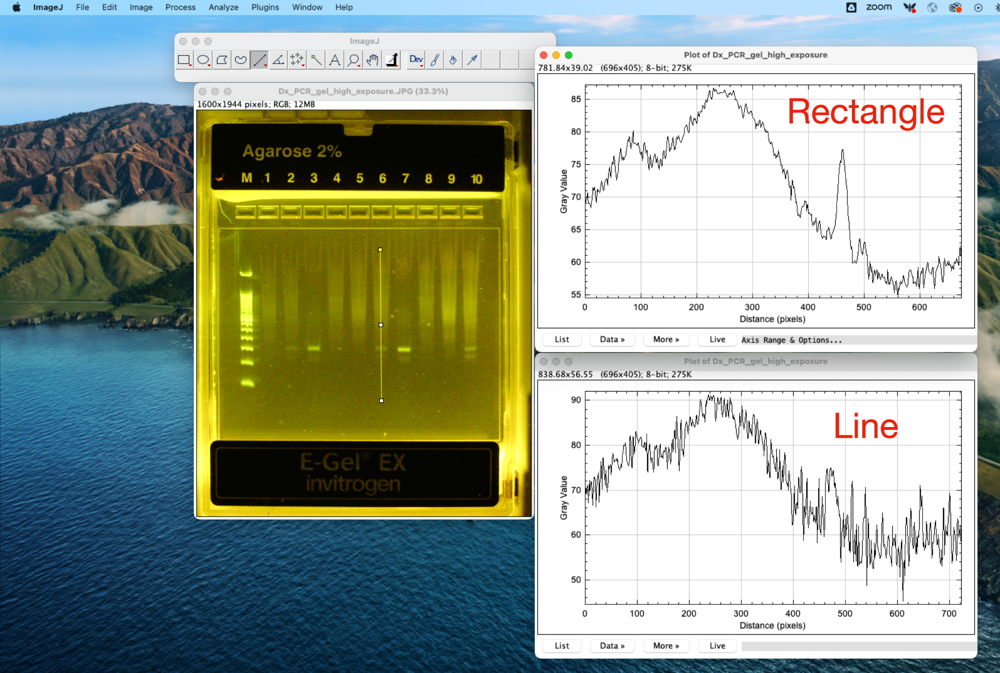 ImageJ File Edit Image Process Analyze Plugins Window Help
zoom
ImageJ
A
Dev
Dx_PCR_gel_high_exposure.JPG (33.3%)
1600x1944 pixels; RGB; 12MB
Agarose 2%
M 1 2 3 4 5 6 7 8 9 10
E-Gel® EX
invitrogen
Plot of Dx_PCR_gel_high_exposure
781.84x39.02 (696x405); 8-bit; 275K
Rectangle
85
80
75
70
65
60
55
Gray Value
0 100 200 300 400 500 600
Distance (pixels)
List Data » More » Live Axis Range & Options...
Plot of Dx_PCR_gel_high_exposure
838.68x56.55 (696x405); 8-bit; 275K
Line
90
80
70
60
50
Gray Value
0 100 200 300 400 500 600 700
Distance (pixels)
List Data » More » Live